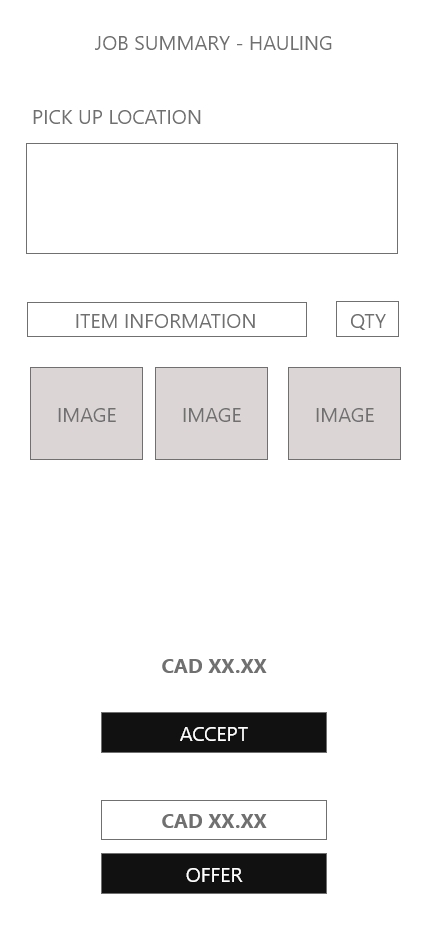 JOB SUMMARY - HAULING
PICK UP LOCATION
ITEM INFORMATION QTY
IMAGE IMAGE IMAGE
CAD XX.XX
ACCEPT
CAD XX.XX
OFFER